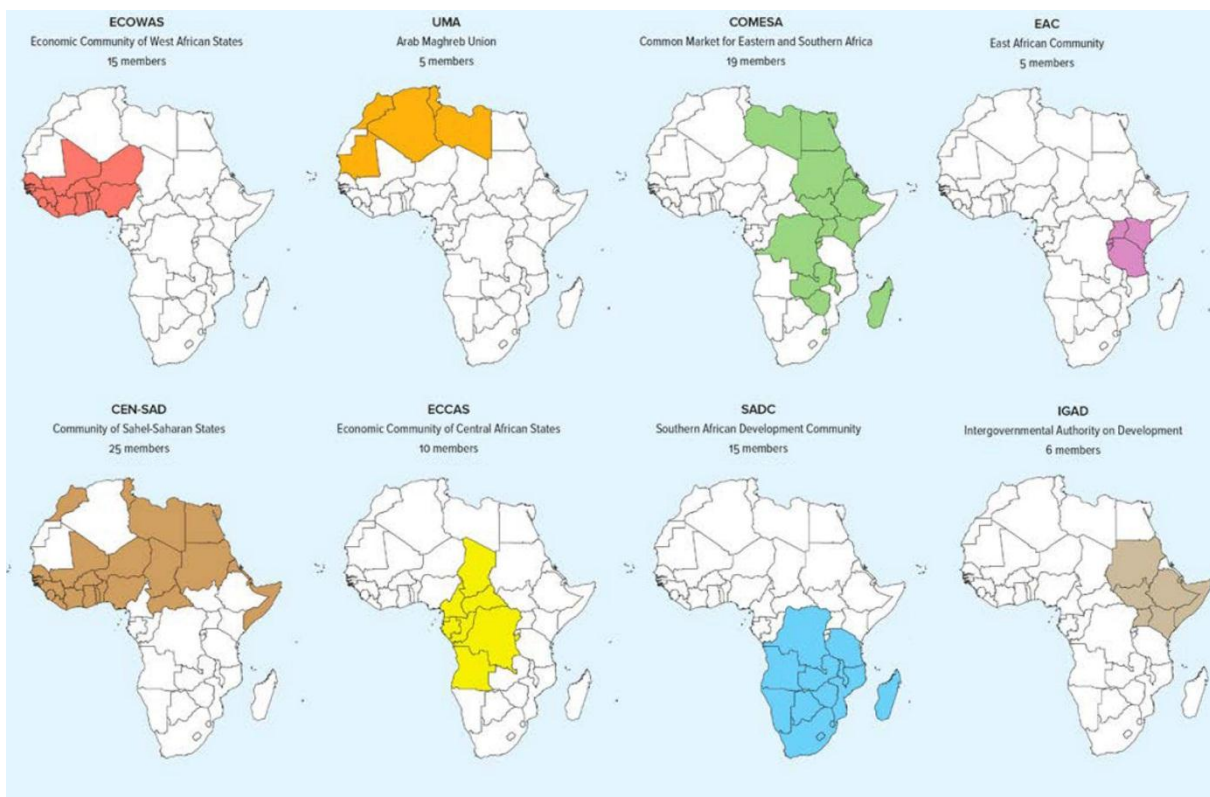 ECOWAS
Economic Community of West African States
15 members
UMA
Arab Maghreb Union
5 members
COMESA
Common Market for Eastern and Southern Africa
19 members
EAC
East African Community
5 members
CEN-SAD
Community of Sahel-Saharan States
25 members
ECCAS
Economic Community of Central African States
10 members
SADC
Southern African Development Community
15 members
IGAD
Intergovernmental Authority on Development
6 members